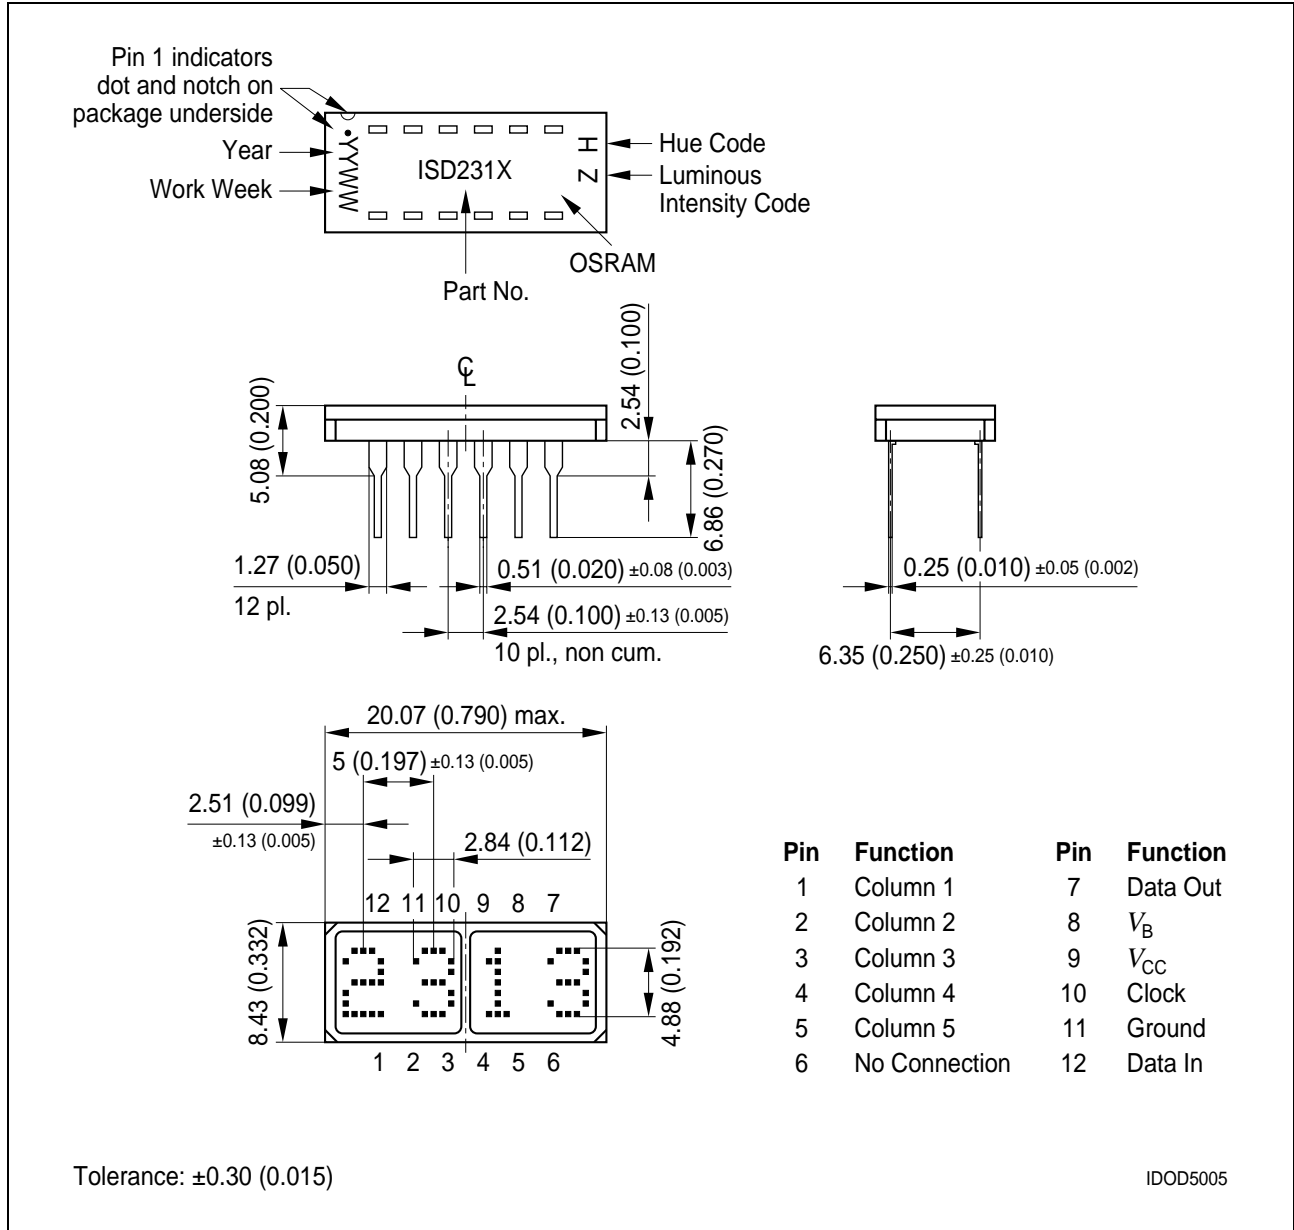 Pin 1 indicators
dot and notch on
package underside
Year
Work Week
YYWW
ISD231X
H
Z
Hue Code
Luminous
Intensity Code
OSRAM
Part No.
℄
5.08 (0.200)
2.54 (0.100)
6.86 (0.270)
1.27 (0.050)
12 pl.
0.51 (0.020) ±0.08 (0.003)
2.54 (0.100) ±0.13 (0.005)
10 pl., non cum.
0.25 (0.010) ±0.05 (0.002)
6.35 (0.250) ±0.25 (0.010)
20.07 (0.790) max.
5 (0.197) ±0.13 (0.005)
2.51 (0.099)
±0.13 (0.005)
2.84 (0.112)
12 11 10 9 8 7
8.43 (0.332)
2313
4.88 (0.192)
1 2 3 4 5 6
Pin Function Pin Function
1 Column 1 7 Data Out
2 Column 2 8 VB
3 Column 3 9 VCC
4 Column 4 10 Clock
5 Column 5 11 Ground
6 No Connection 12 Data In
Tolerance: ±0.30 (0.015)
IDOD5005